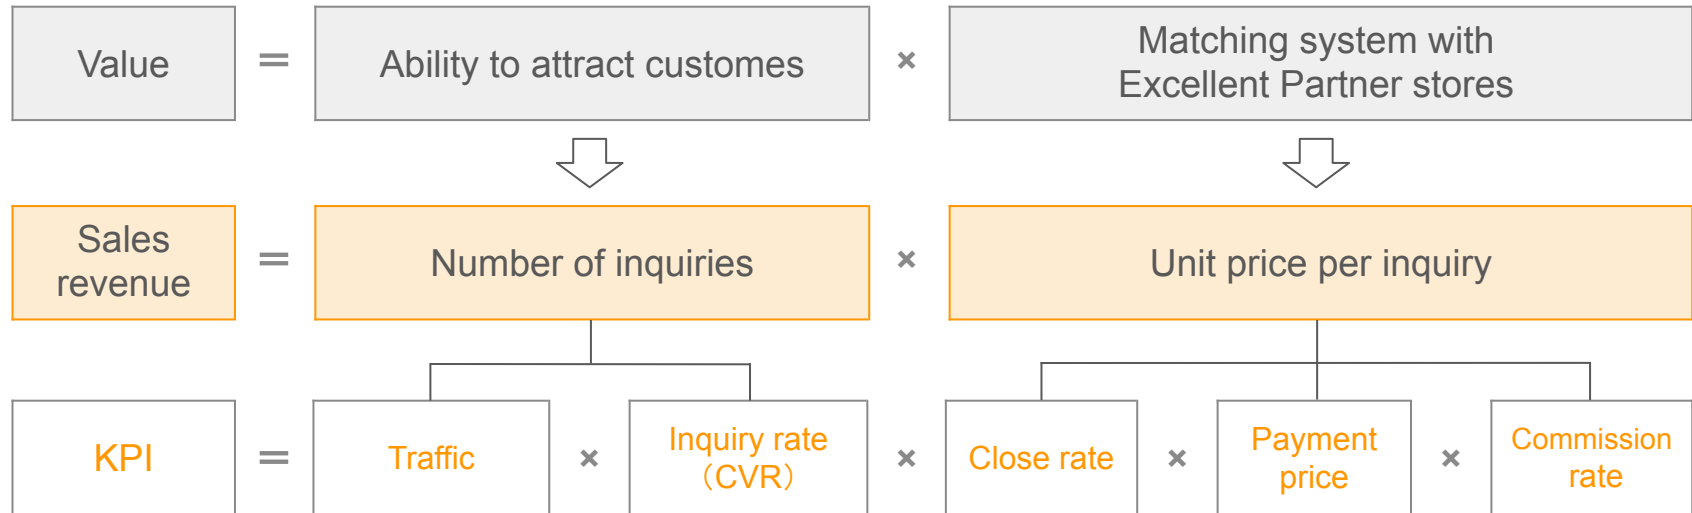 Value
=
Ability to attract customes
×
Matching system with
Excellent Partner stores
Sales
revenue
=
Number of inquiries
×
Unit price per inquiry
KPI
=
Traffic
×
Inquiry rate
（CVR）
×
Close rate
×
Payment
price
×
Commission
rate